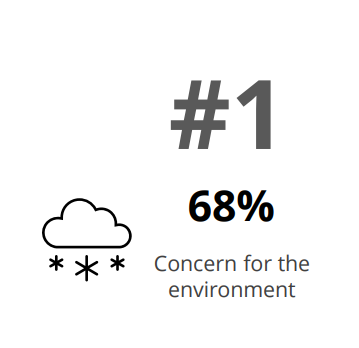 #1
68%
Concern for the
environment